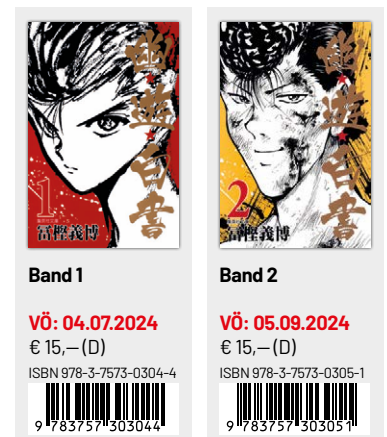 幽★遊★白書
1
冨樫義博
Band 1
VÖ: 04.07.2024
€ 15,– (D)
ISBN 978-3-7573-0304-4
9 783757 303044
幽★遊★白書
2
冨樫義博
Band 2
VÖ: 05.09.2024
€ 15,– (D)
ISBN 978-3-7573-0305-1
9 783757 303051